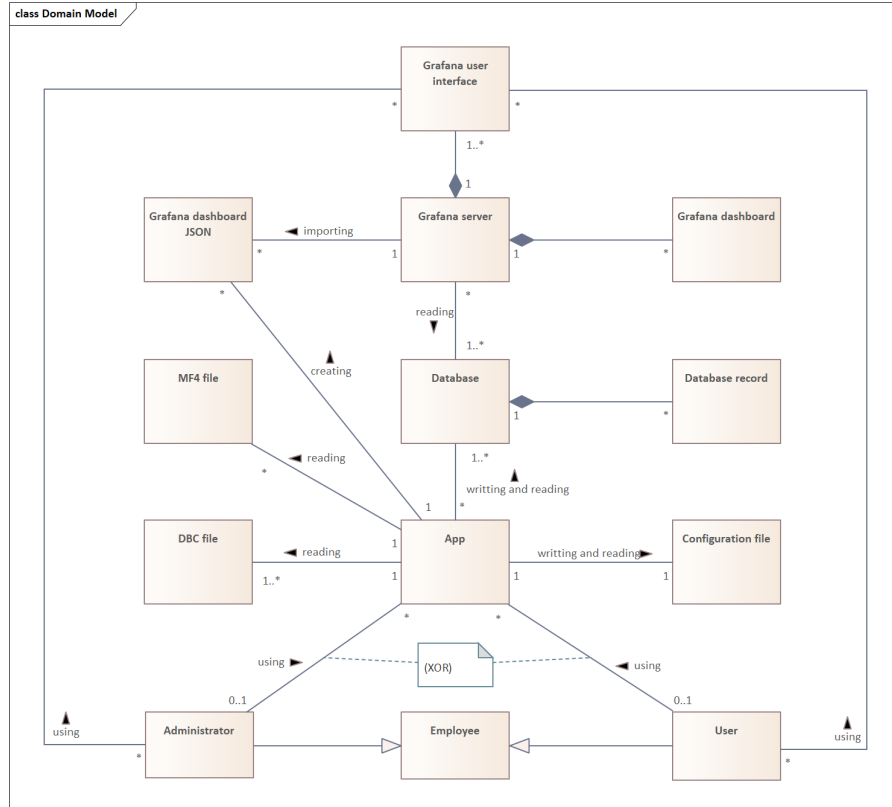 class Domain Model
Grafana user
interface
*
*
1..*
1
Grafana dashboard
JSON
importing
*
1
Grafana server
1
*
Grafana dashboard
*
*
reading
1..*
creating
MF4 file
reading
*
Database
1
*
Database record
1..*
writting and reading
*
1
1
DBC file
reading
1..*
1
App
writting and reading
1
1
Configuration file
*
*
using
(XOR)
using
0..1
0..1
using
*
Administrator
Employee
User
*
using